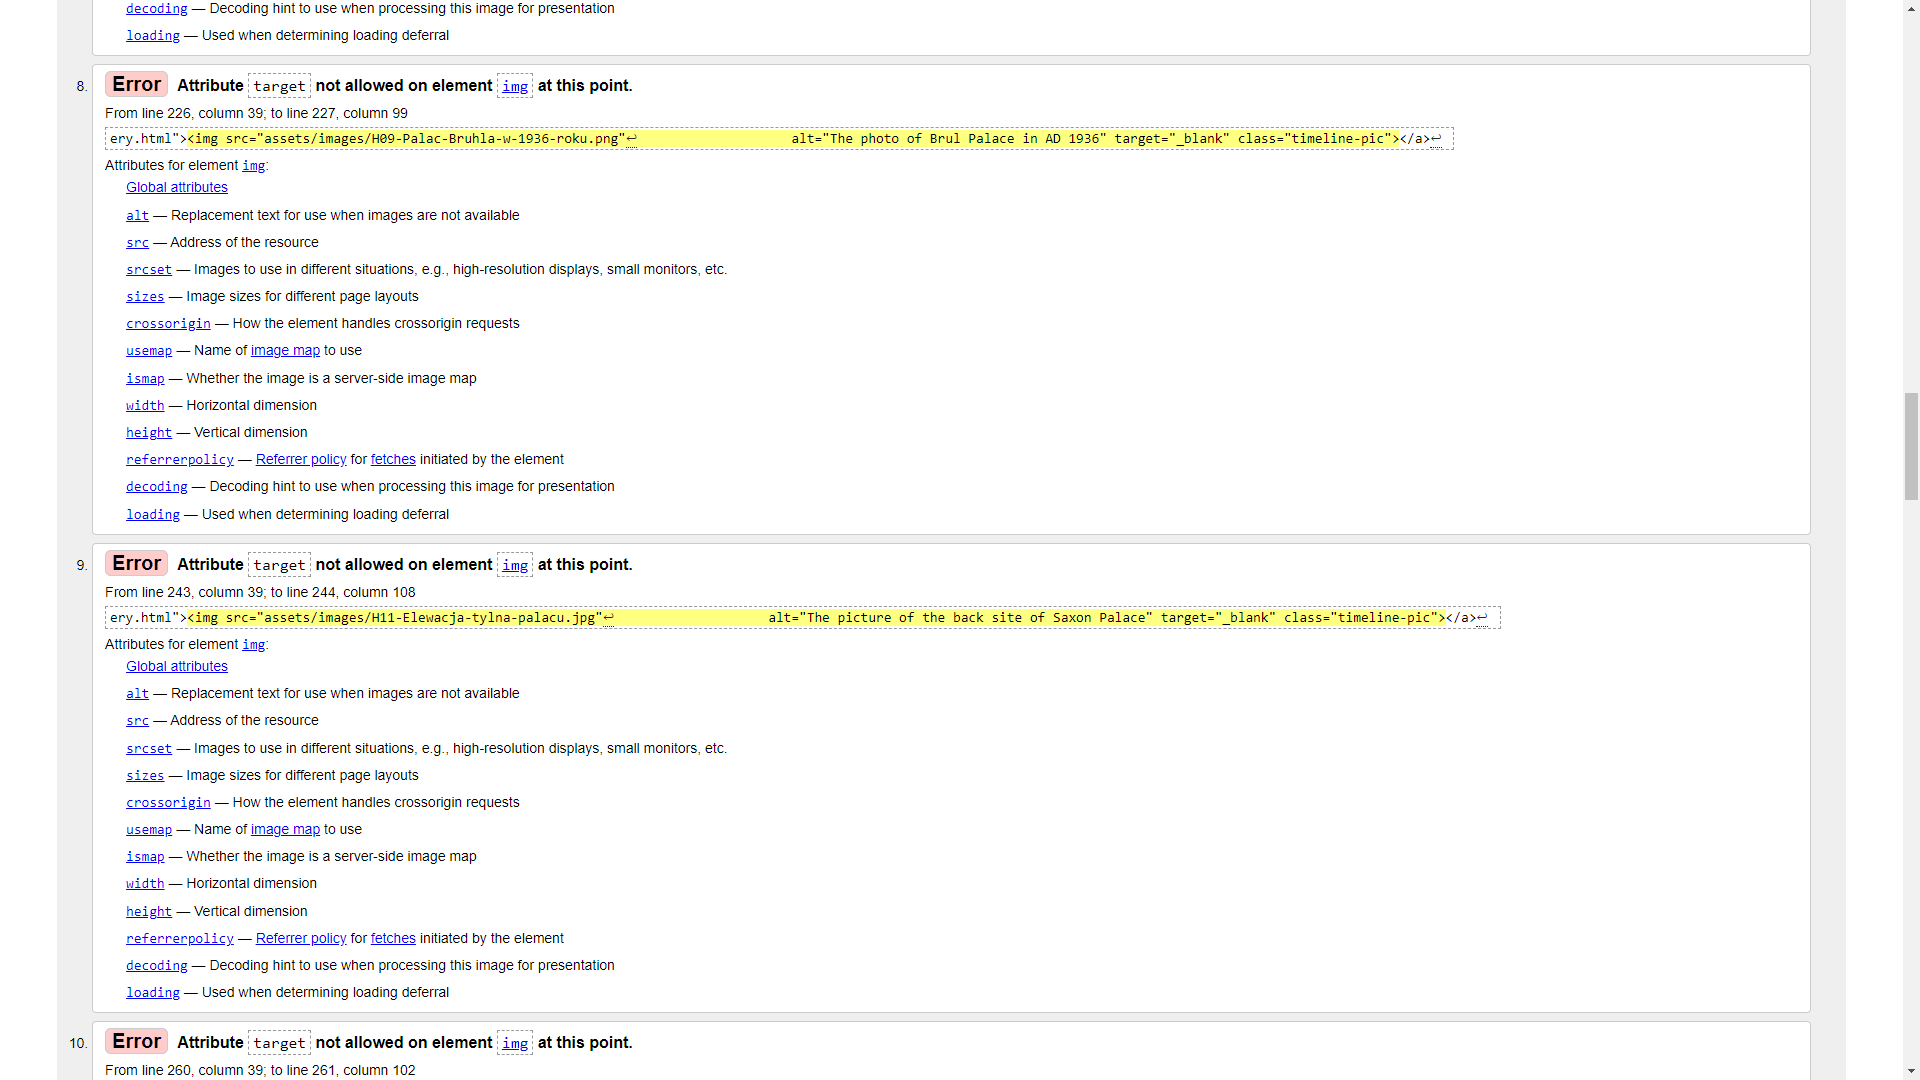 decoding — Decoding hint to use when processing this image for presentation
loading — Used when determining loading deferral
8. Error Attribute target not allowed on element img at this point.
From line 226, column 39; to line 227, column 99
ery.html"><img src="assets/images/H09-Palac-Bruhla-w-1936-roku.png"↩ alt="The photo of Brul Palace in AD 1936" target="_blank" class="timeline-pic"></a>↩
Attributes for element img:
Global attributes
alt — Replacement text for use when images are not available
src — Address of the resource
srcset — Images to use in different situations, e.g., high-resolution displays, small monitors, etc.
sizes — Image sizes for different page layouts
crossorigin — How the element handles crossorigin requests
usemap — Name of image map to use
ismap — Whether the image is a server-side image map
width — Horizontal dimension
height — Vertical dimension
referrerpolicy — Referrer policy for fetches initiated by the element
decoding — Decoding hint to use when processing this image for presentation
loading — Used when determining loading deferral
9. Error Attribute target not allowed on element img at this point.
From line 243, column 39; to line 244, column 108
ery.html"><img src="assets/images/H11-Elewacja-tylna-palacu.jpg"↩ alt="The picture of the back site of Saxon Palace" target="_blank" class="timeline-pic"></a>↩
Attributes for element img:
Global attributes
alt — Replacement text for use when images are not available
src — Address of the resource
srcset — Images to use in different situations, e.g., high-resolution displays, small monitors, etc.
sizes — Image sizes for different page layouts
crossorigin — How the element handles crossorigin requests
usemap — Name of image map to use
ismap — Whether the image is a server-side image map
width — Horizontal dimension
height — Vertical dimension
referrerpolicy — Referrer policy for fetches initiated by the element
decoding — Decoding hint to use when processing this image for presentation
loading — Used when determining loading deferral
10. Error Attribute target not allowed on element img at this point.
From line 260, column 39; to line 261, column 102